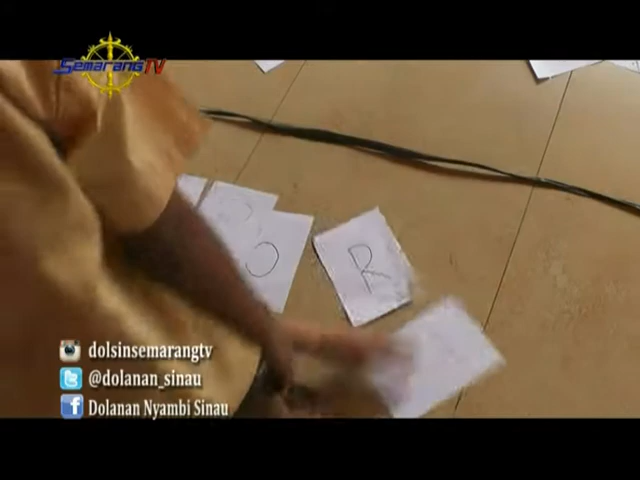 SemarangTV
O
R
dolsinsemarangtv
@dolanan_sinau
Dolanan Nyambi Sinau